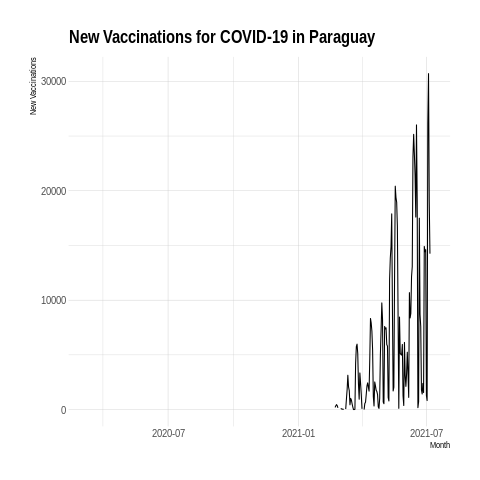 New Vaccinations for COVID-19 in Paraguay
New Vaccinations
30000
20000
10000
0
2020-07
2021-01
2021-07
Month